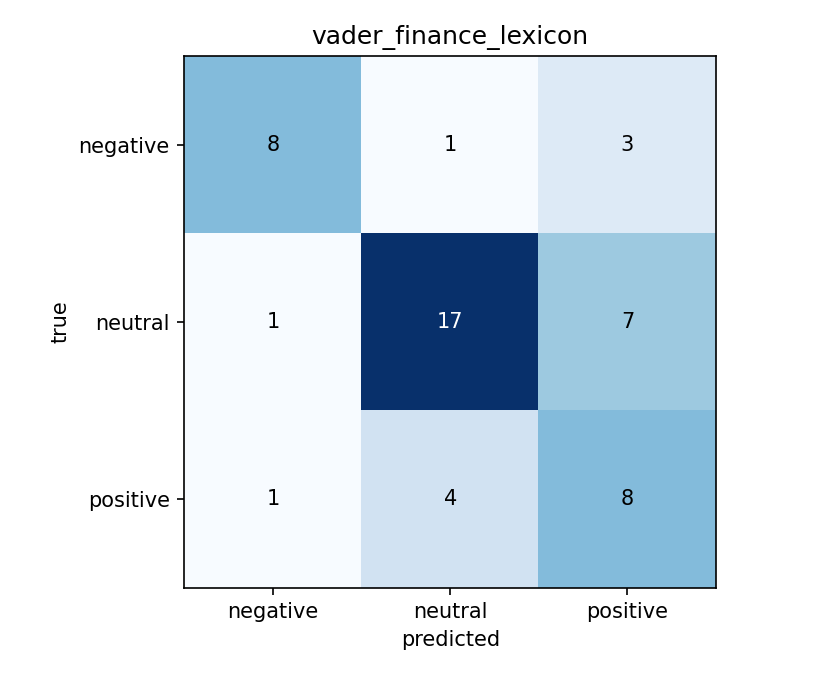 vader_finance_lexicon
negative 8 1 3
neutral 1 17 7
positive 1 4 8
true
negative neutral positive
predicted